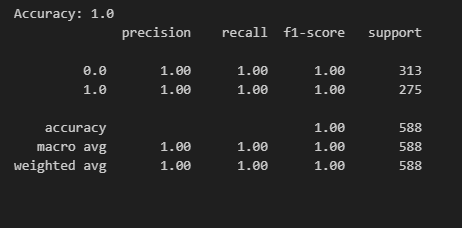 Accuracy: 1.0
precision recall f1-score support
0.0 1.00 1.00 1.00 313
1.0 1.00 1.00 1.00 275
accuracy 1.00 588
macro avg 1.00 1.00 1.00 588
weighted avg 1.00 1.00 1.00 588